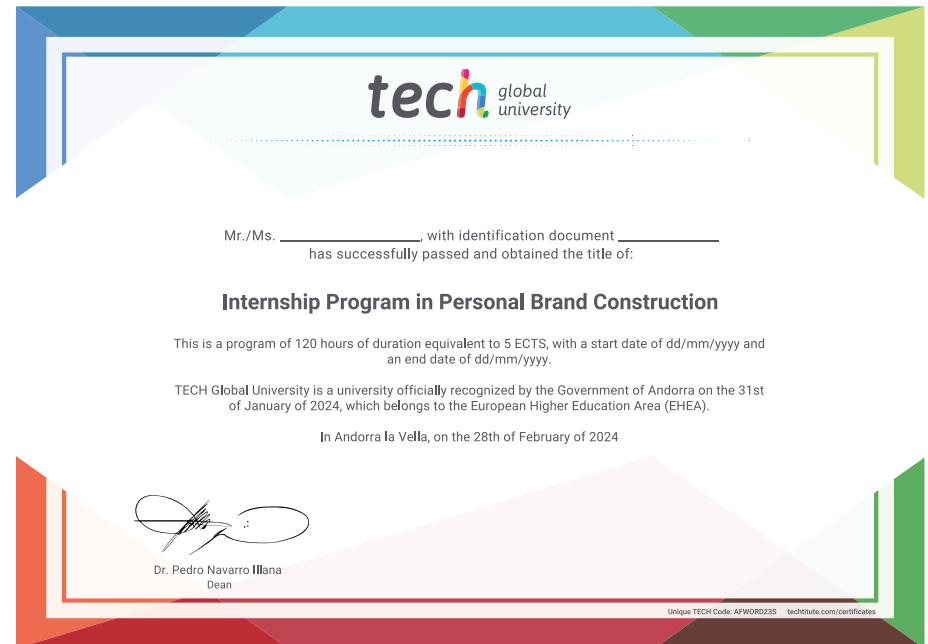 tech global university
Mr./Ms. ____________, with identification document ____________
has successfully passed and obtained the title of:
Internship Program in Personal Brand Construction
This is a program of 120 hours of duration equivalent to 5 ECTS, with a start date of dd/mm/yyyy and
an end date of dd/mm/yyyy.
TECH Global University is a university officially recognized by the Government of Andorra on the 31st
of January of 2024, which belongs to the European Higher Education Area (EHEA).
In Andorra la Vella, on the 28th of February of 2024
Dr. Pedro Navarro Illana
Dean
Unique TECH Code: AFWORD23S techtitute.com/certificates